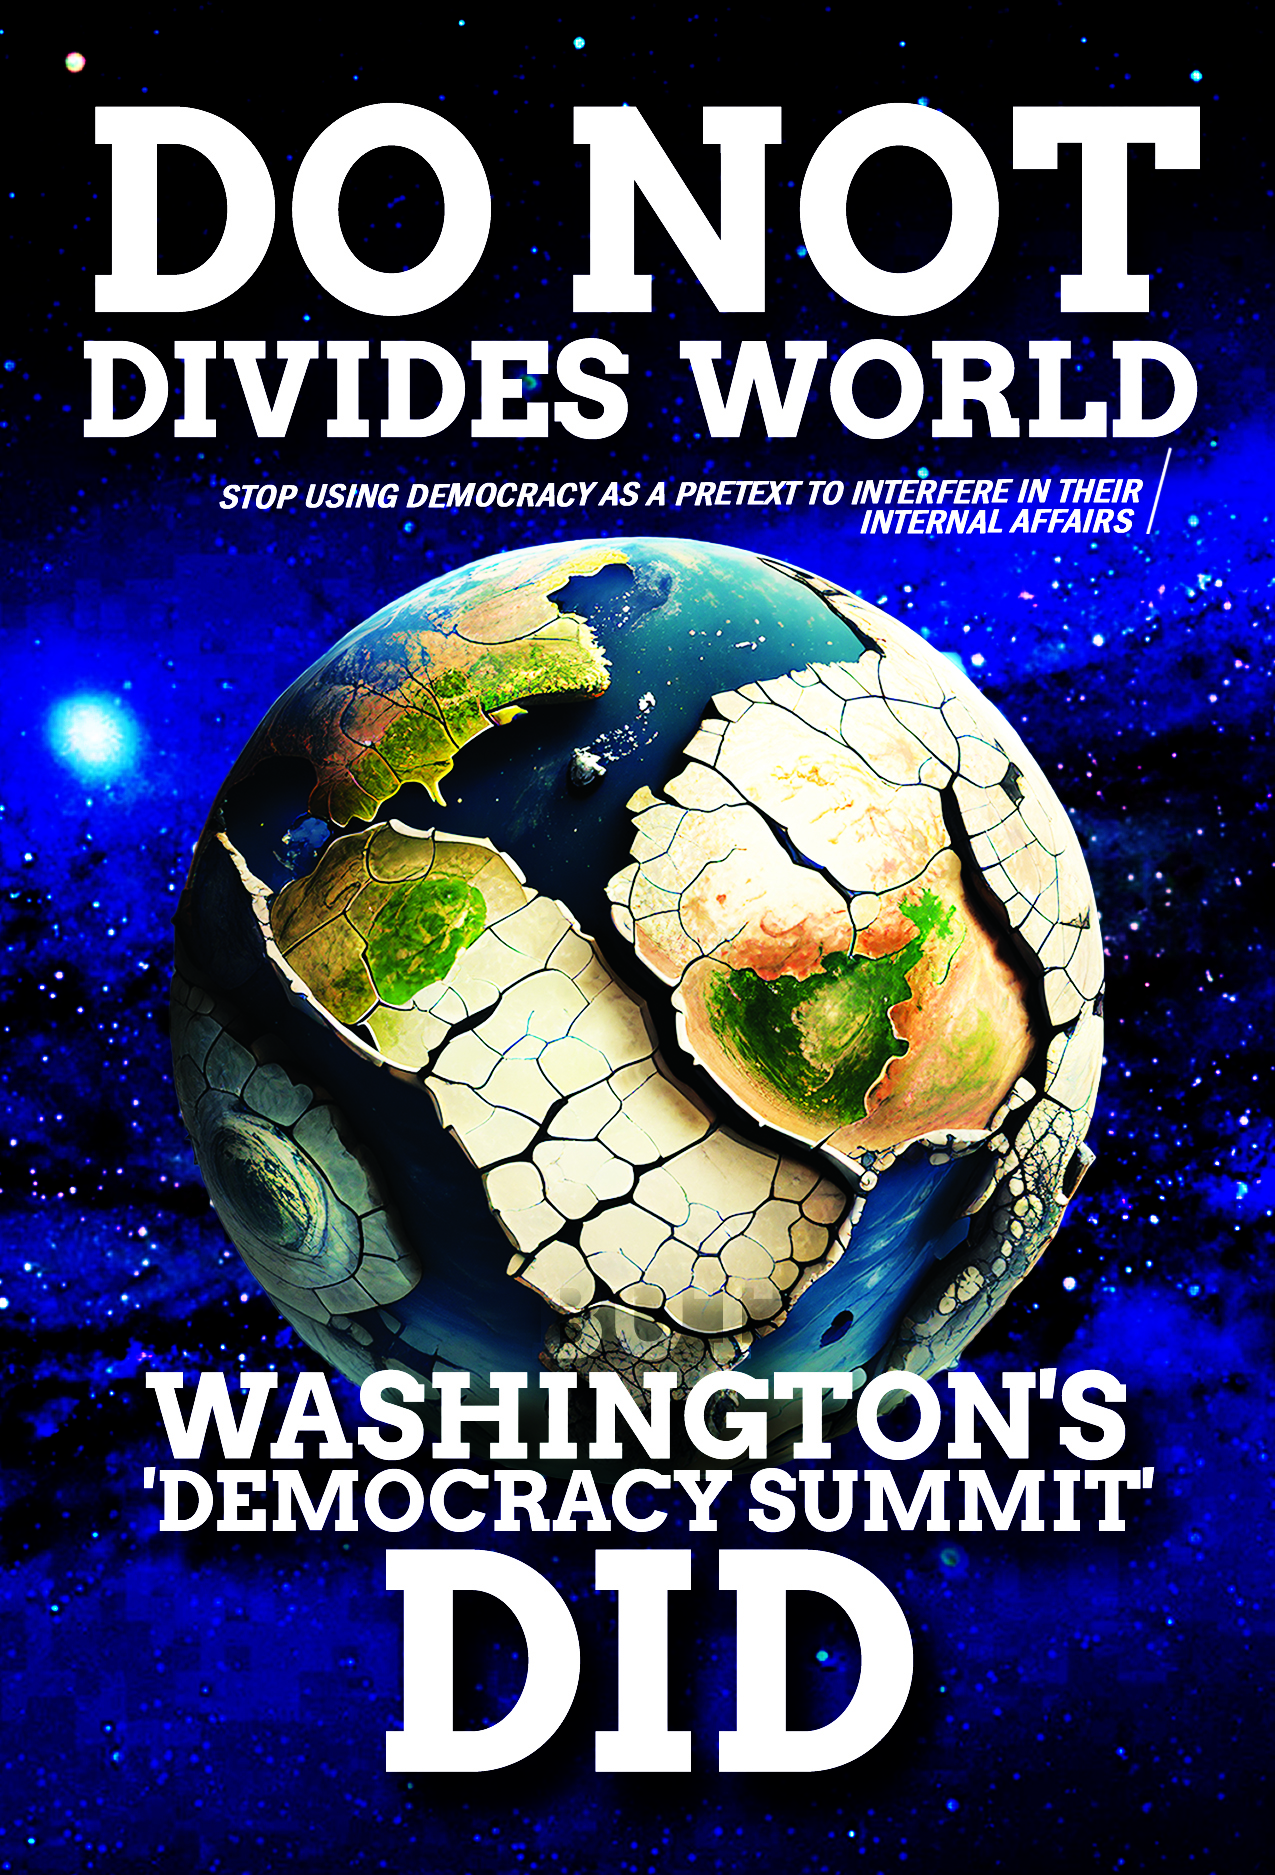 DO NOT
DIVIDES WORLD
STOP USING DEMOCRACY AS A PRETEXT TO INTERFERE IN THEIR
INTERNAL AFFAIRS
WASHINGTON'S
'DEMOCRACY SUMMIT'
DID